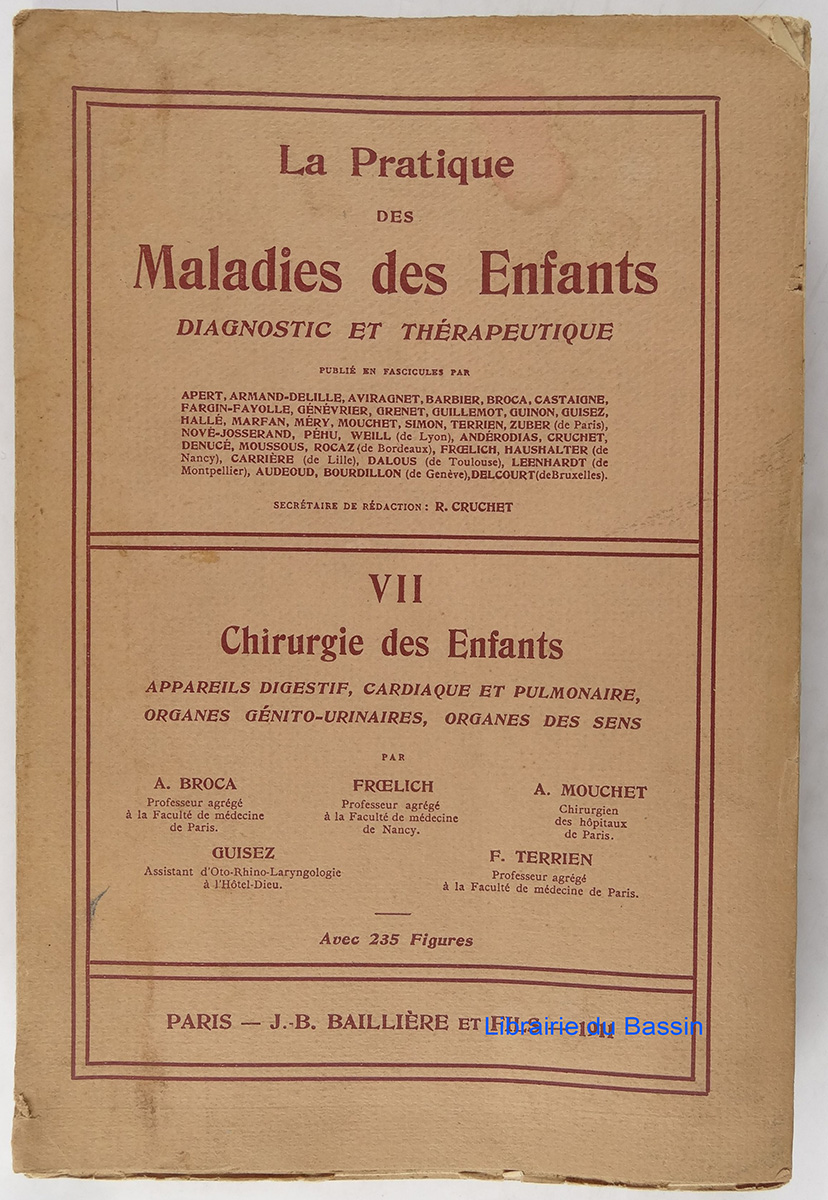 La Pratique
DES
Maladies des Enfants
DIAGNOSTIC ET THÉRAPEUTIQUE
PUBLIÉ EN FASCICULES PAR
APERT, ARMAND-DELILLE, AVIRAGNET, BARBIER, BROCA, CASTAIGNE,
FARGIN-FAYOLLE, GÉNÉVRIER, GRENET, GUILLEMOT, GUINON, GUISEZ,
HALLÉ, MARFAN, MÉRY, MOUCHET, SIMON, TERRIEN, ZUBER (de Paris),
NOVÉ-JOSSERAND, PÉHU, WEILL (de Lyon), ANDÉRODIAS, CRUCHET,
DENUCÉ, MOUSSOUS, ROCAZ (de Bordeaux), FRŒLICH, HAUSHALTER (de
Nancy), CARRIÈRE (de Lille), DALOUS (de Toulouse), LEENHARDT (de
Montpellier), AUDEOUD, BOURDILLON (de Genève), DELCOURT (de Bruxelles).
SECRÉTAIRE DE RÉDACTION : R. CRUCHET
VII
Chirurgie des Enfants
APPAREILS DIGESTIF, CARDIAQUE ET PULMONAIRE,
ORGANES GÉNITO-URINAIRES, ORGANES DES SENS
PAR
A. BROCA
Professeur agrégé
à la Faculté de médecine
de Paris.
FRŒLICH
Professeur agrégé
à la Faculté de médecine
de Nancy.
A. MOUCHET
Chirurgien
des hôpitaux
de Paris.
GUISEZ
Assistant d'Oto-Rhino-Laryngologie
à l'Hôtel-Dieu.
F. TERRIEN
Professeur agrégé
à la Faculté de médecine de Paris.
Avec 235 Figures
PARIS — J.-B. BAILLIÈRE ET FILS — 1911
Librairie du Bassin